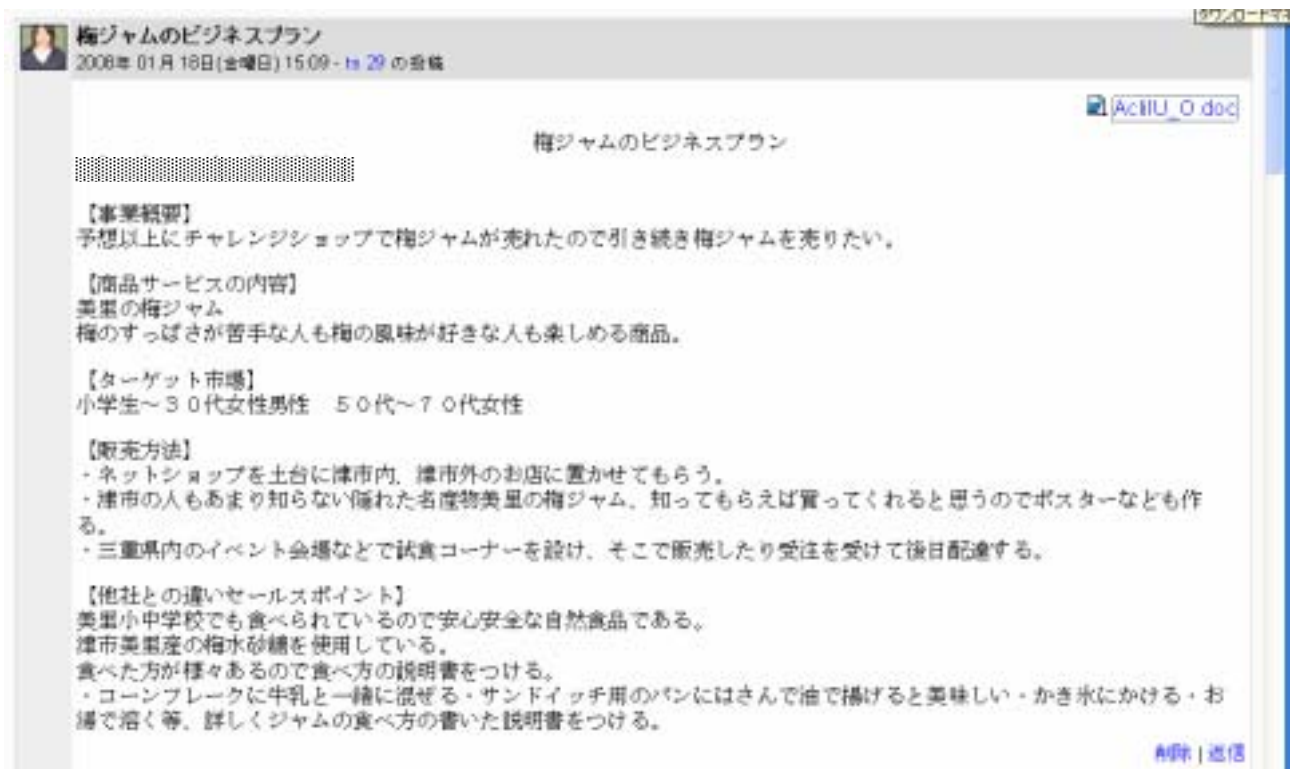 梅ジャムのビジネスプラン
2008年 01月 18日(金曜日) 15:09 - ts 29 の投稿
梅ジャムのビジネスプラン
【事業概要】
予想以上にチャレンジショップで梅ジャムが売れたので引き続き梅ジャムを売りたい。
【商品サービスの内容】
美里の梅ジャム
梅のすっぱさが苦手な人も梅の風味が好きな人も楽しめる商品。
【ターゲット市場】
小学生~30代女性男性 50代~70代女性
【販売方法】
・ネットショップを土台に津市内、津市外のお店に置かせてもらう。
・津市の人もあまり知らない隠れた名産物美里の梅ジャム、知ってもらえば買ってくれると思うのでポスターなども作
る。
・三重県内のイベント会場などで試食コーナーを設け、そこで販売したり受注を受けて後日配達する。
【他社との違いセールスポイント】
美里小中学校でも食べられているので安心安全な自然食品である。
津市美里産の梅水砂糖を使用している。
食べた方が様々あるので食べ方の説明書をつける。
・コーンフレークに牛乳と一緒に混ぜる・サンドイッチ用のパンにはさんで油で揚げると美味しい・かき氷にかける・お
湯で溶く等、詳しくジャムの食べ方の書いた説明書をつける。
削除 | 返信